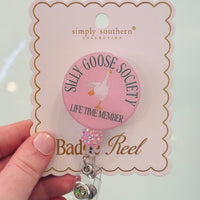 simply southern®
COLLECTION
SILLY GOOSE SOCIETY
LIFE TIME MEMBER
Badge Reel